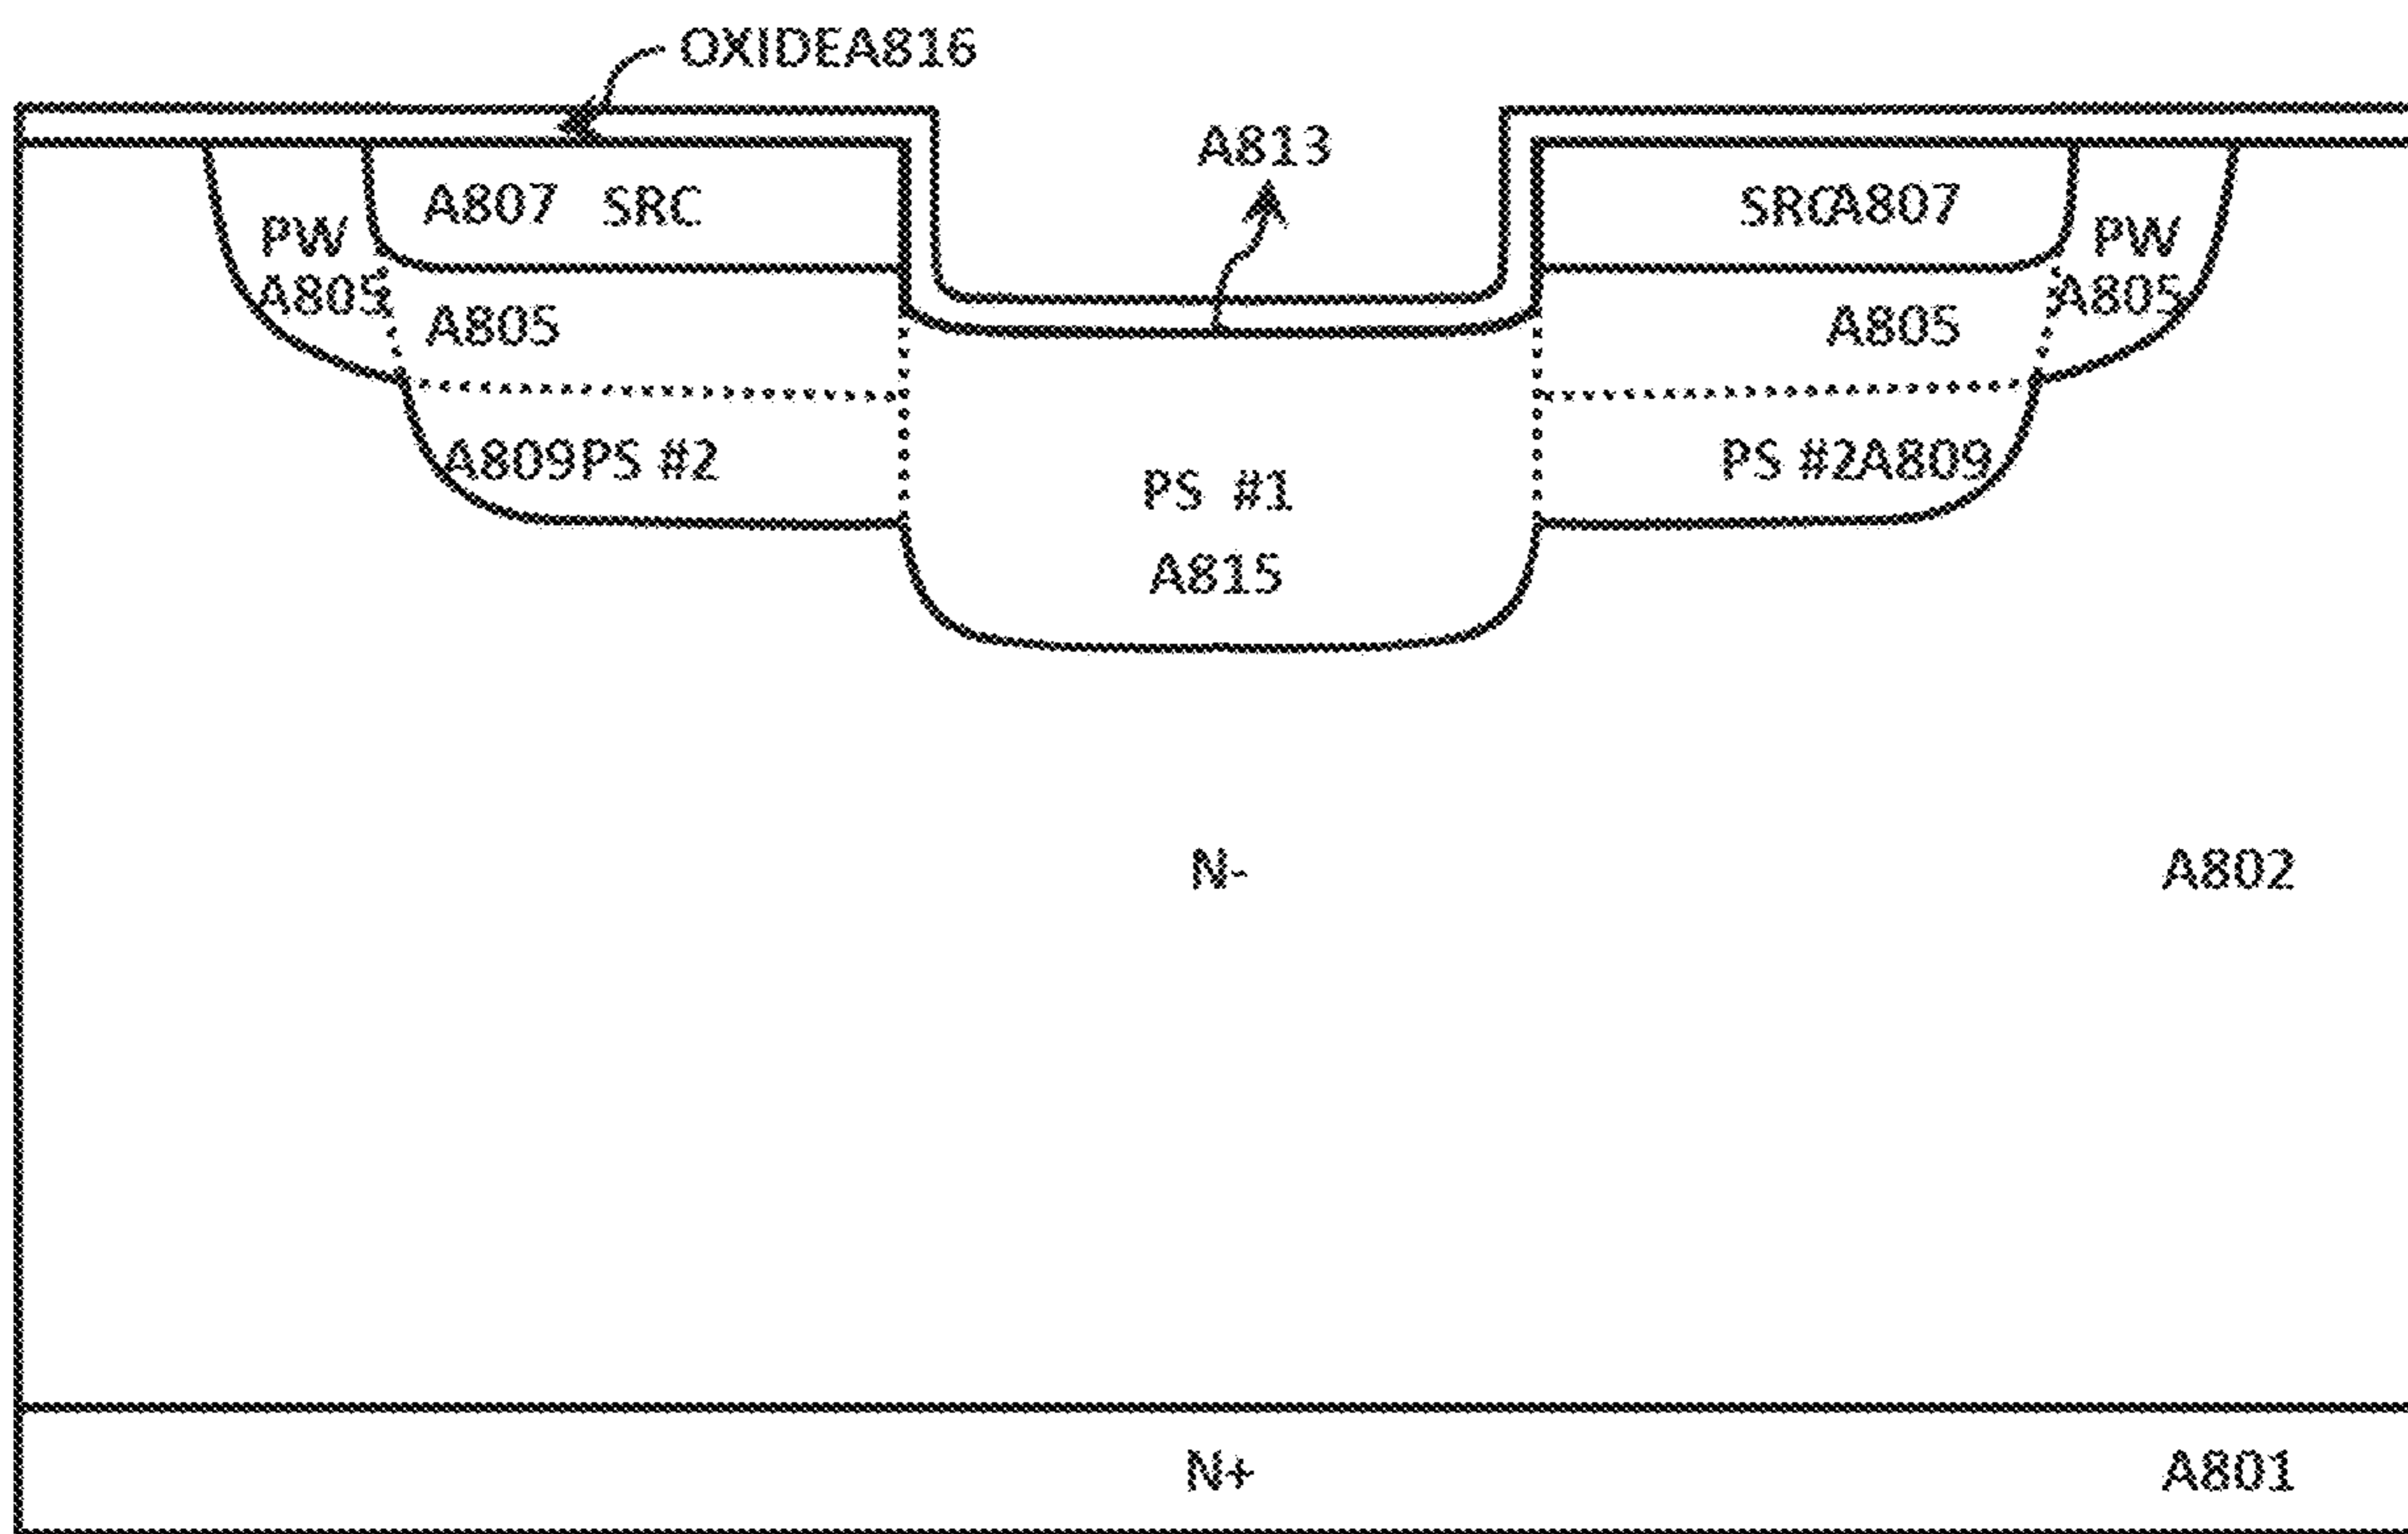 OXIDEA816
A813
A807 SRC
SRCA807
PW
A805
PW
A805
A805
A805
A809PS #2
PS #2A809
PS #1
A815
N-
A802
N+
A801